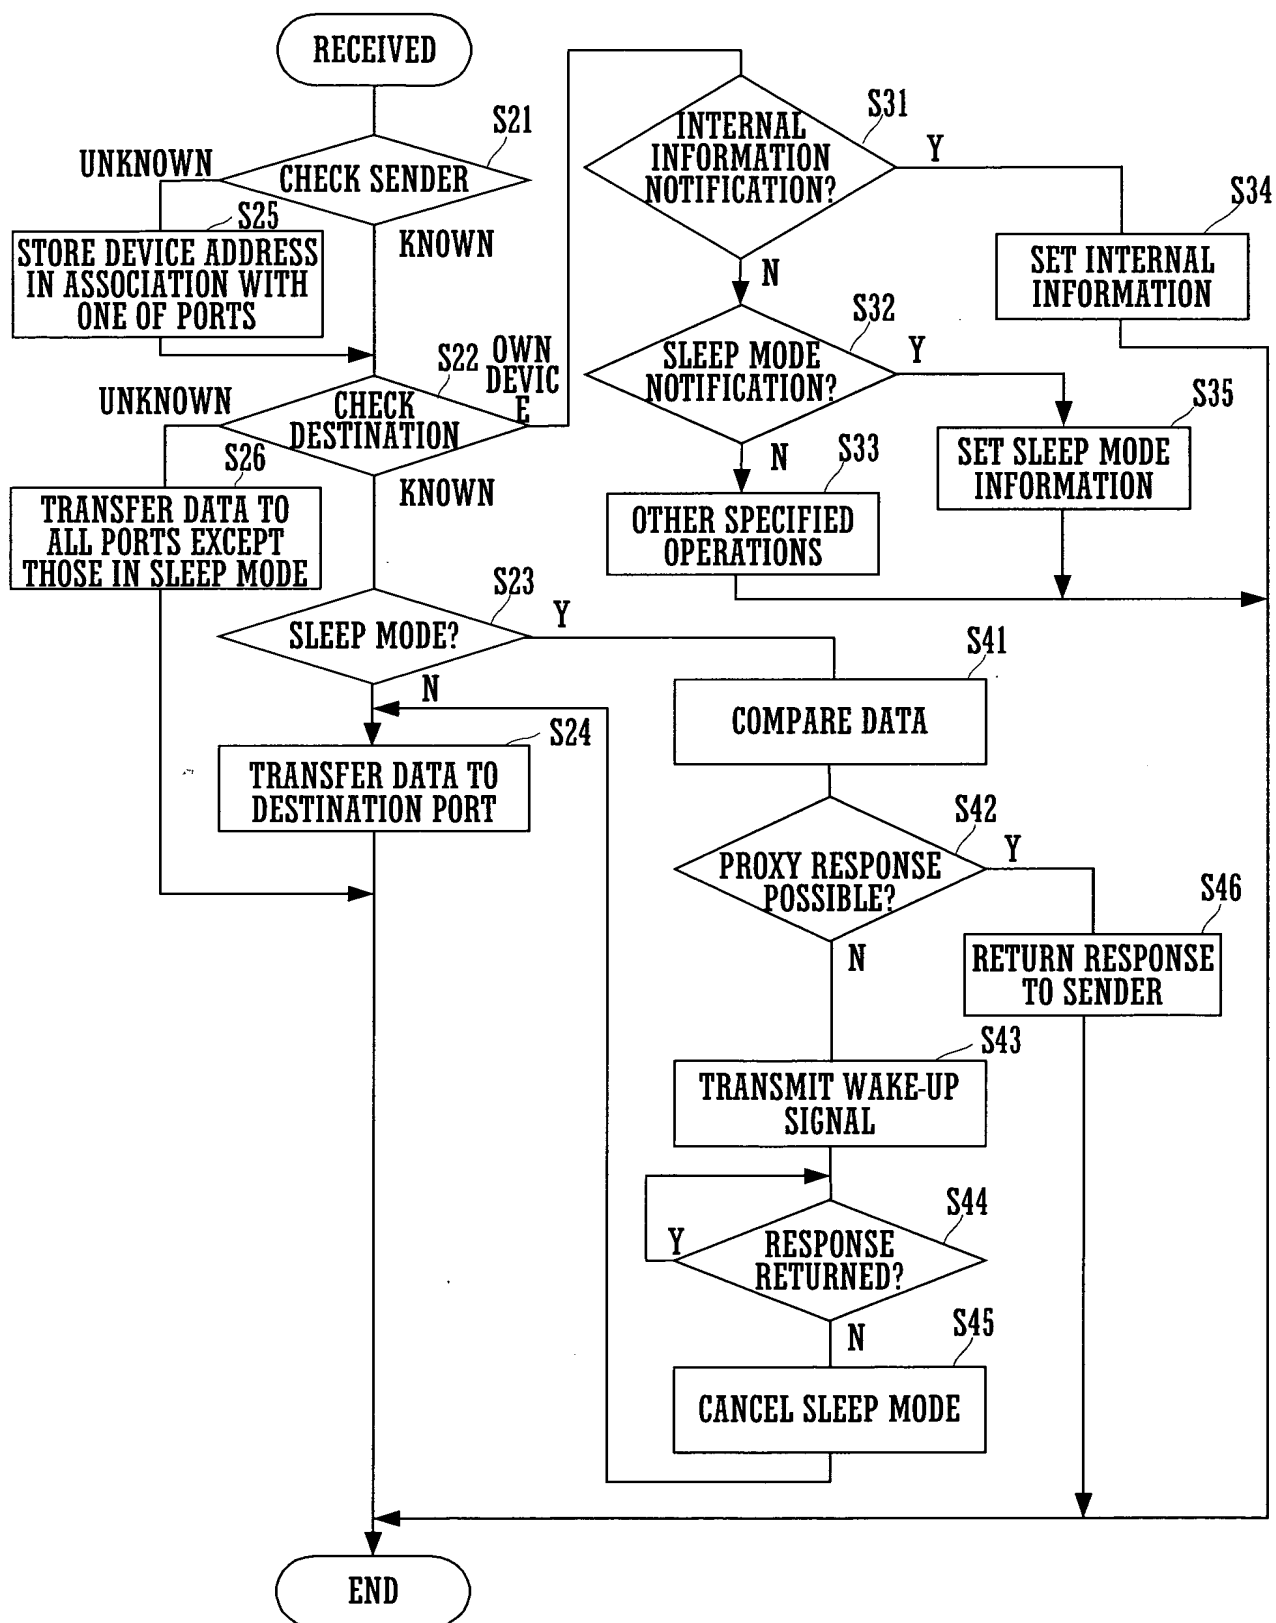 RECEIVED
S21
UNKNOWN
CHECK SENDER
S25
KNOWN
STORE DEVICE ADDRESS
IN ASSOCIATION WITH
ONE OF PORTS
S22
OWN
DEVIC
E
UNKNOWN
CHECK
DESTINATION
S26
KNOWN
TRANSFER DATA TO
ALL PORTS EXCEPT
THOSE IN SLEEP MODE
S23
SLEEP MODE?
Y
N
S24
TRANSFER DATA TO
DESTINATION PORT
S31
INTERNAL
INFORMATION
NOTIFICATION?
Y
S34
SET INTERNAL
INFORMATION
N
S32
SLEEP MODE
NOTIFICATION?
Y
S35
SET SLEEP MODE
INFORMATION
N
S33
OTHER SPECIFIED
OPERATIONS
S41
COMPARE DATA
S42
PROXY RESPONSE
POSSIBLE?
Y
S46
RETURN RESPONSE
TO SENDER
N
S43
TRANSMIT WAKE-UP
SIGNAL
S44
RESPONSE
RETURNED?
Y
N
S45
CANCEL SLEEP MODE
END